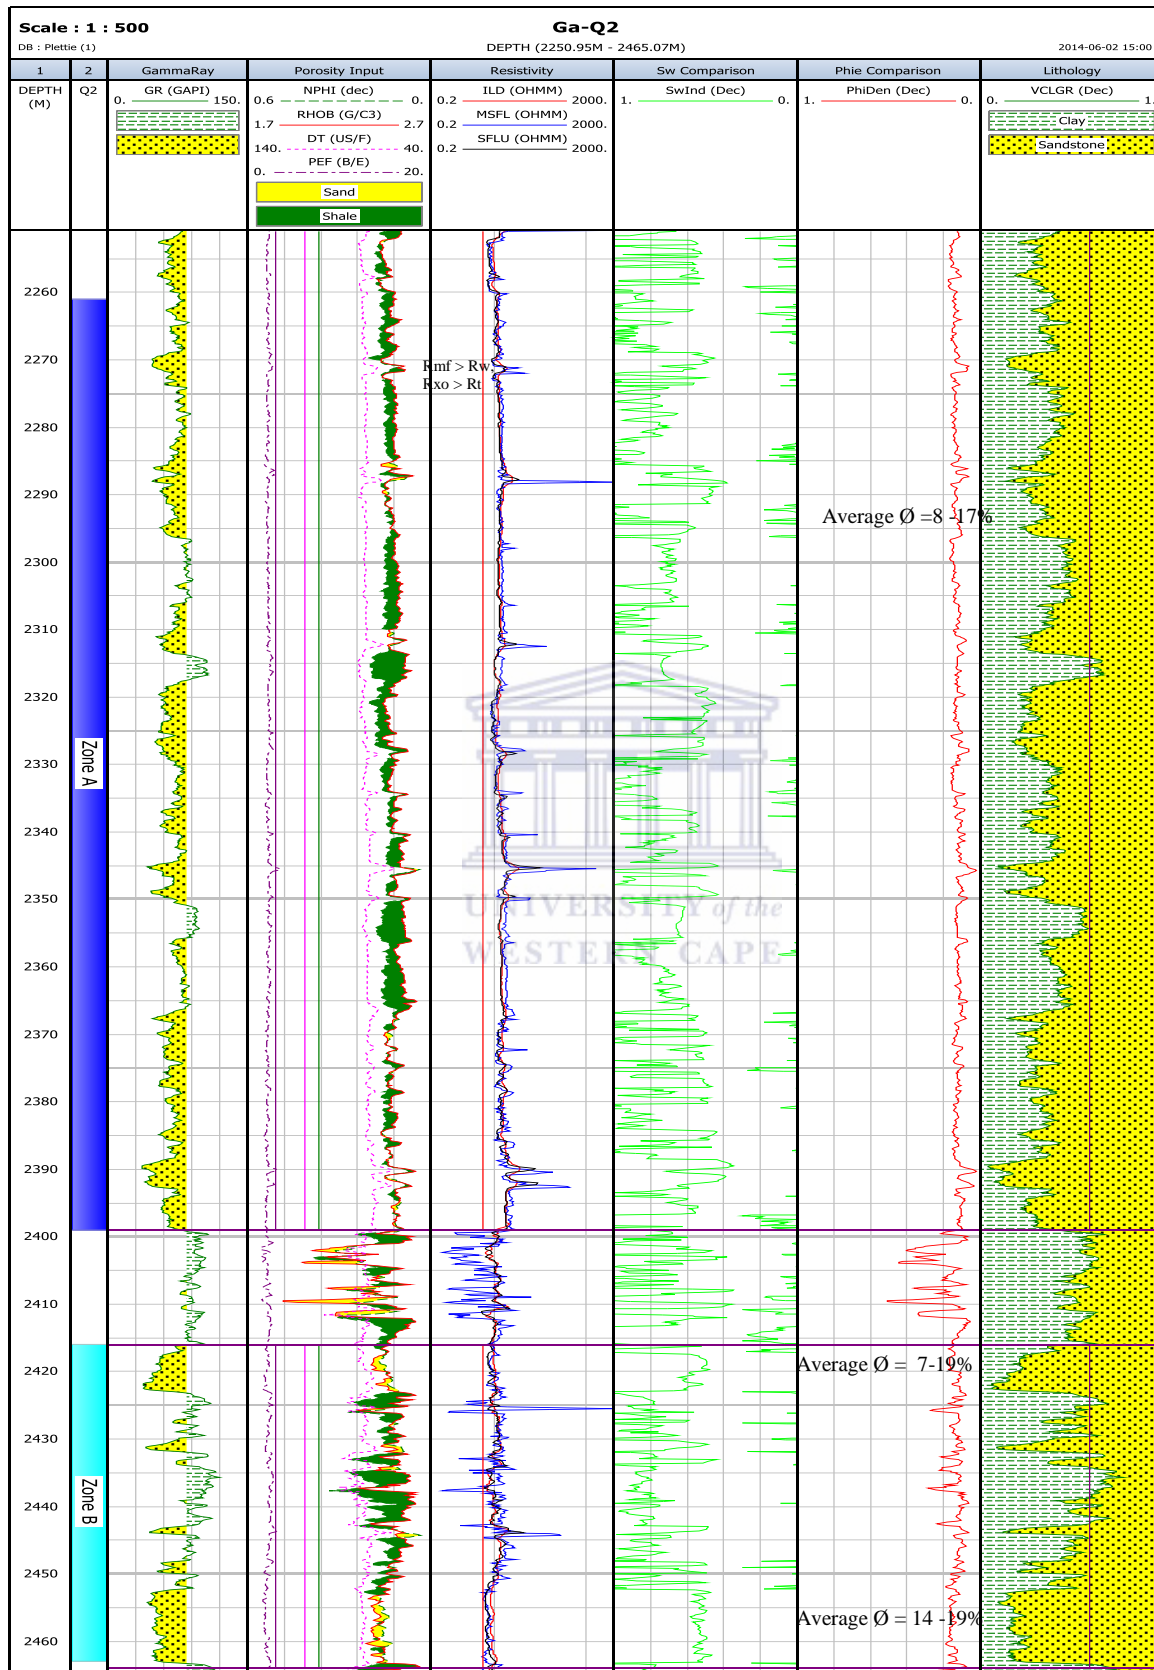 Scale : 1 : 500
Ga-Q2
DB : Plettie (1)
DEPTH (2250.95M - 2465.07M)
2014-06-02 15:00
1
2
GammaRay
Porosity Input
Resistivity
Sw Comparison
Phie Comparison
Lithology
DEPTH
(M)
Q2
GR (GAPI)
0. 150.
NPHI (dec)
0.6 0.
RHOB (G/C3)
1.7 2.7
DT (US/F)
140. 40.
PEF (B/E)
0. 20.
Sand
Shale
ILD (OHMM)
0.2 2000.
MSFL (OHMM)
0.2 2000.
SFLU (OHMM)
0.2 2000.
SwInd (Dec)
1. 0.
PhiDen (Dec)
1. 0.
VCLGR (Dec)
0. 1.
Clay
Sandstone
2260
2270
Rmf > Rw,
Rxo > Rt
2280
2290
Average Ø =8 -17%
2300
2310
2320
2330
Zone A
2340
2350
UNIVERSITY of the
WESTERN CAPE
2360
2370
2380
2390
2400
2410
2420
Average Ø = 7-19%
2430
2440
Zone B
2450
2460
Average Ø = 14 -19%